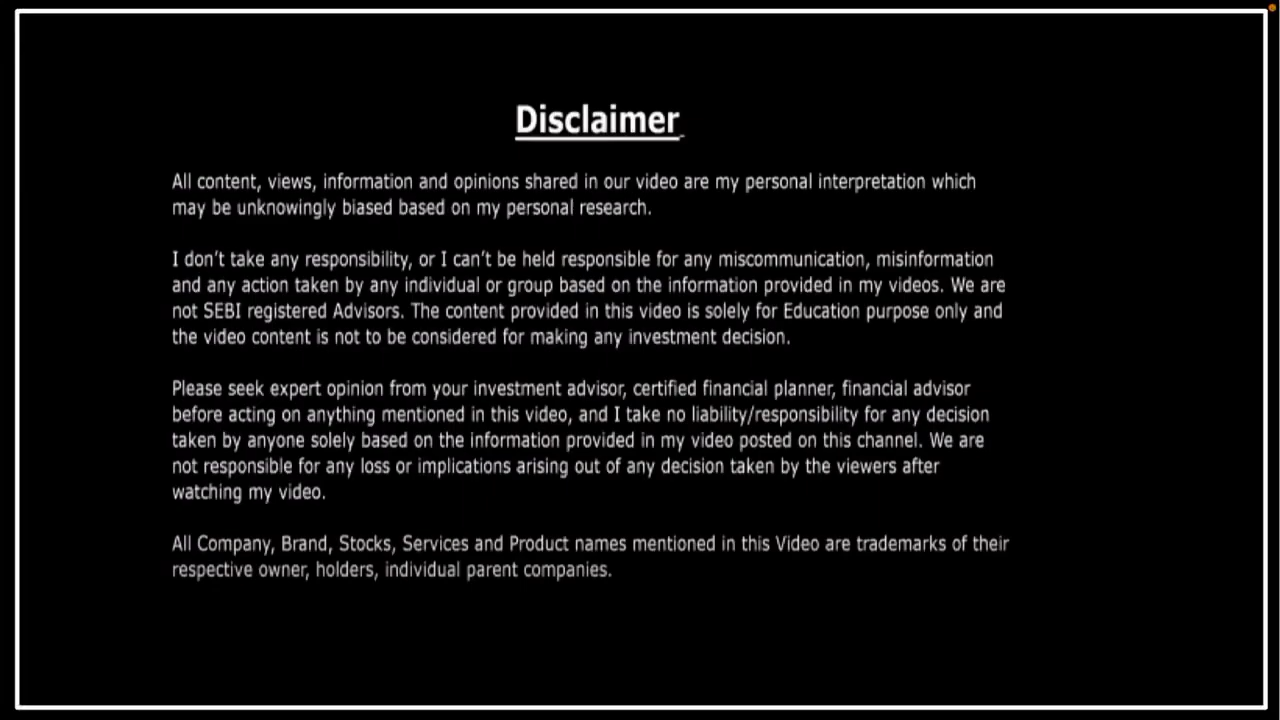 Disclaimer
All content, views, information and opinions shared in our video are my personal interpretation which
may be unknowingly biased based on my personal research.
I don't take any responsibility, or I can't be held responsible for any miscommunication, misinformation
and any action taken by any individual or group based on the information provided in my videos. We are
not SEBI registered Advisors. The content provided in this video is solely for Education purpose only and
the video content is not to be considered for making any investment decision.
Please seek expert opinion from your investment advisor, certified financial planner, financial advisor
before acting on anything mentioned in this video, and I take no liability/responsibility for any decision
taken by anyone solely based on the information provided in my video posted on this channel. We are
not responsible for any loss or implications arising out of any decision taken by the viewers after
watching my video.
All Company, Brand, Stocks, Services and Product names mentioned in this Video are trademarks of their
respective owner, holders, individual parent companies.